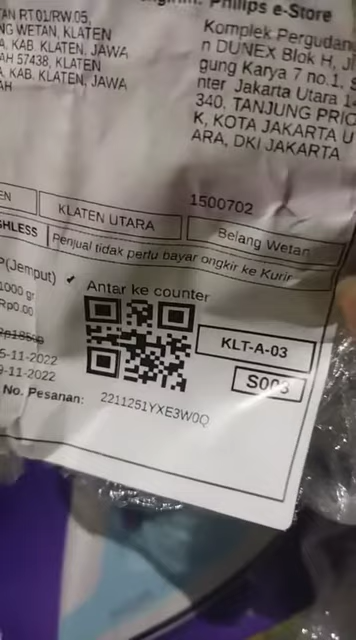 Philips e-Store
AN RT.01/RW.05,
NG WETAN, KLATEN
A, KAB. KLATEN, JAWA
AH 57438, KLATEN
A, KAB. KLATEN, JAWA
AH
Komplek Pergudan
n DUNEX Blok H, Jl
gung Karya 7 no.1, S
nter Jakarta Utara 1
340, TANJUNG PRIO
K, KOTA JAKARTA U
ARA, DKI JAKARTA
1500702
EN
KLATEN UTARA
Belang Wetan
SHLESS
Penjual tidak perlu bayar ongkir ke Kurir
P(Jemput) ✔ Antar ke counter
1000 gr
Rp0.00
5-11-2022
9-11-2022
KLT-A-03
S003
No. Pesanan: 2211251YXE3W0Q